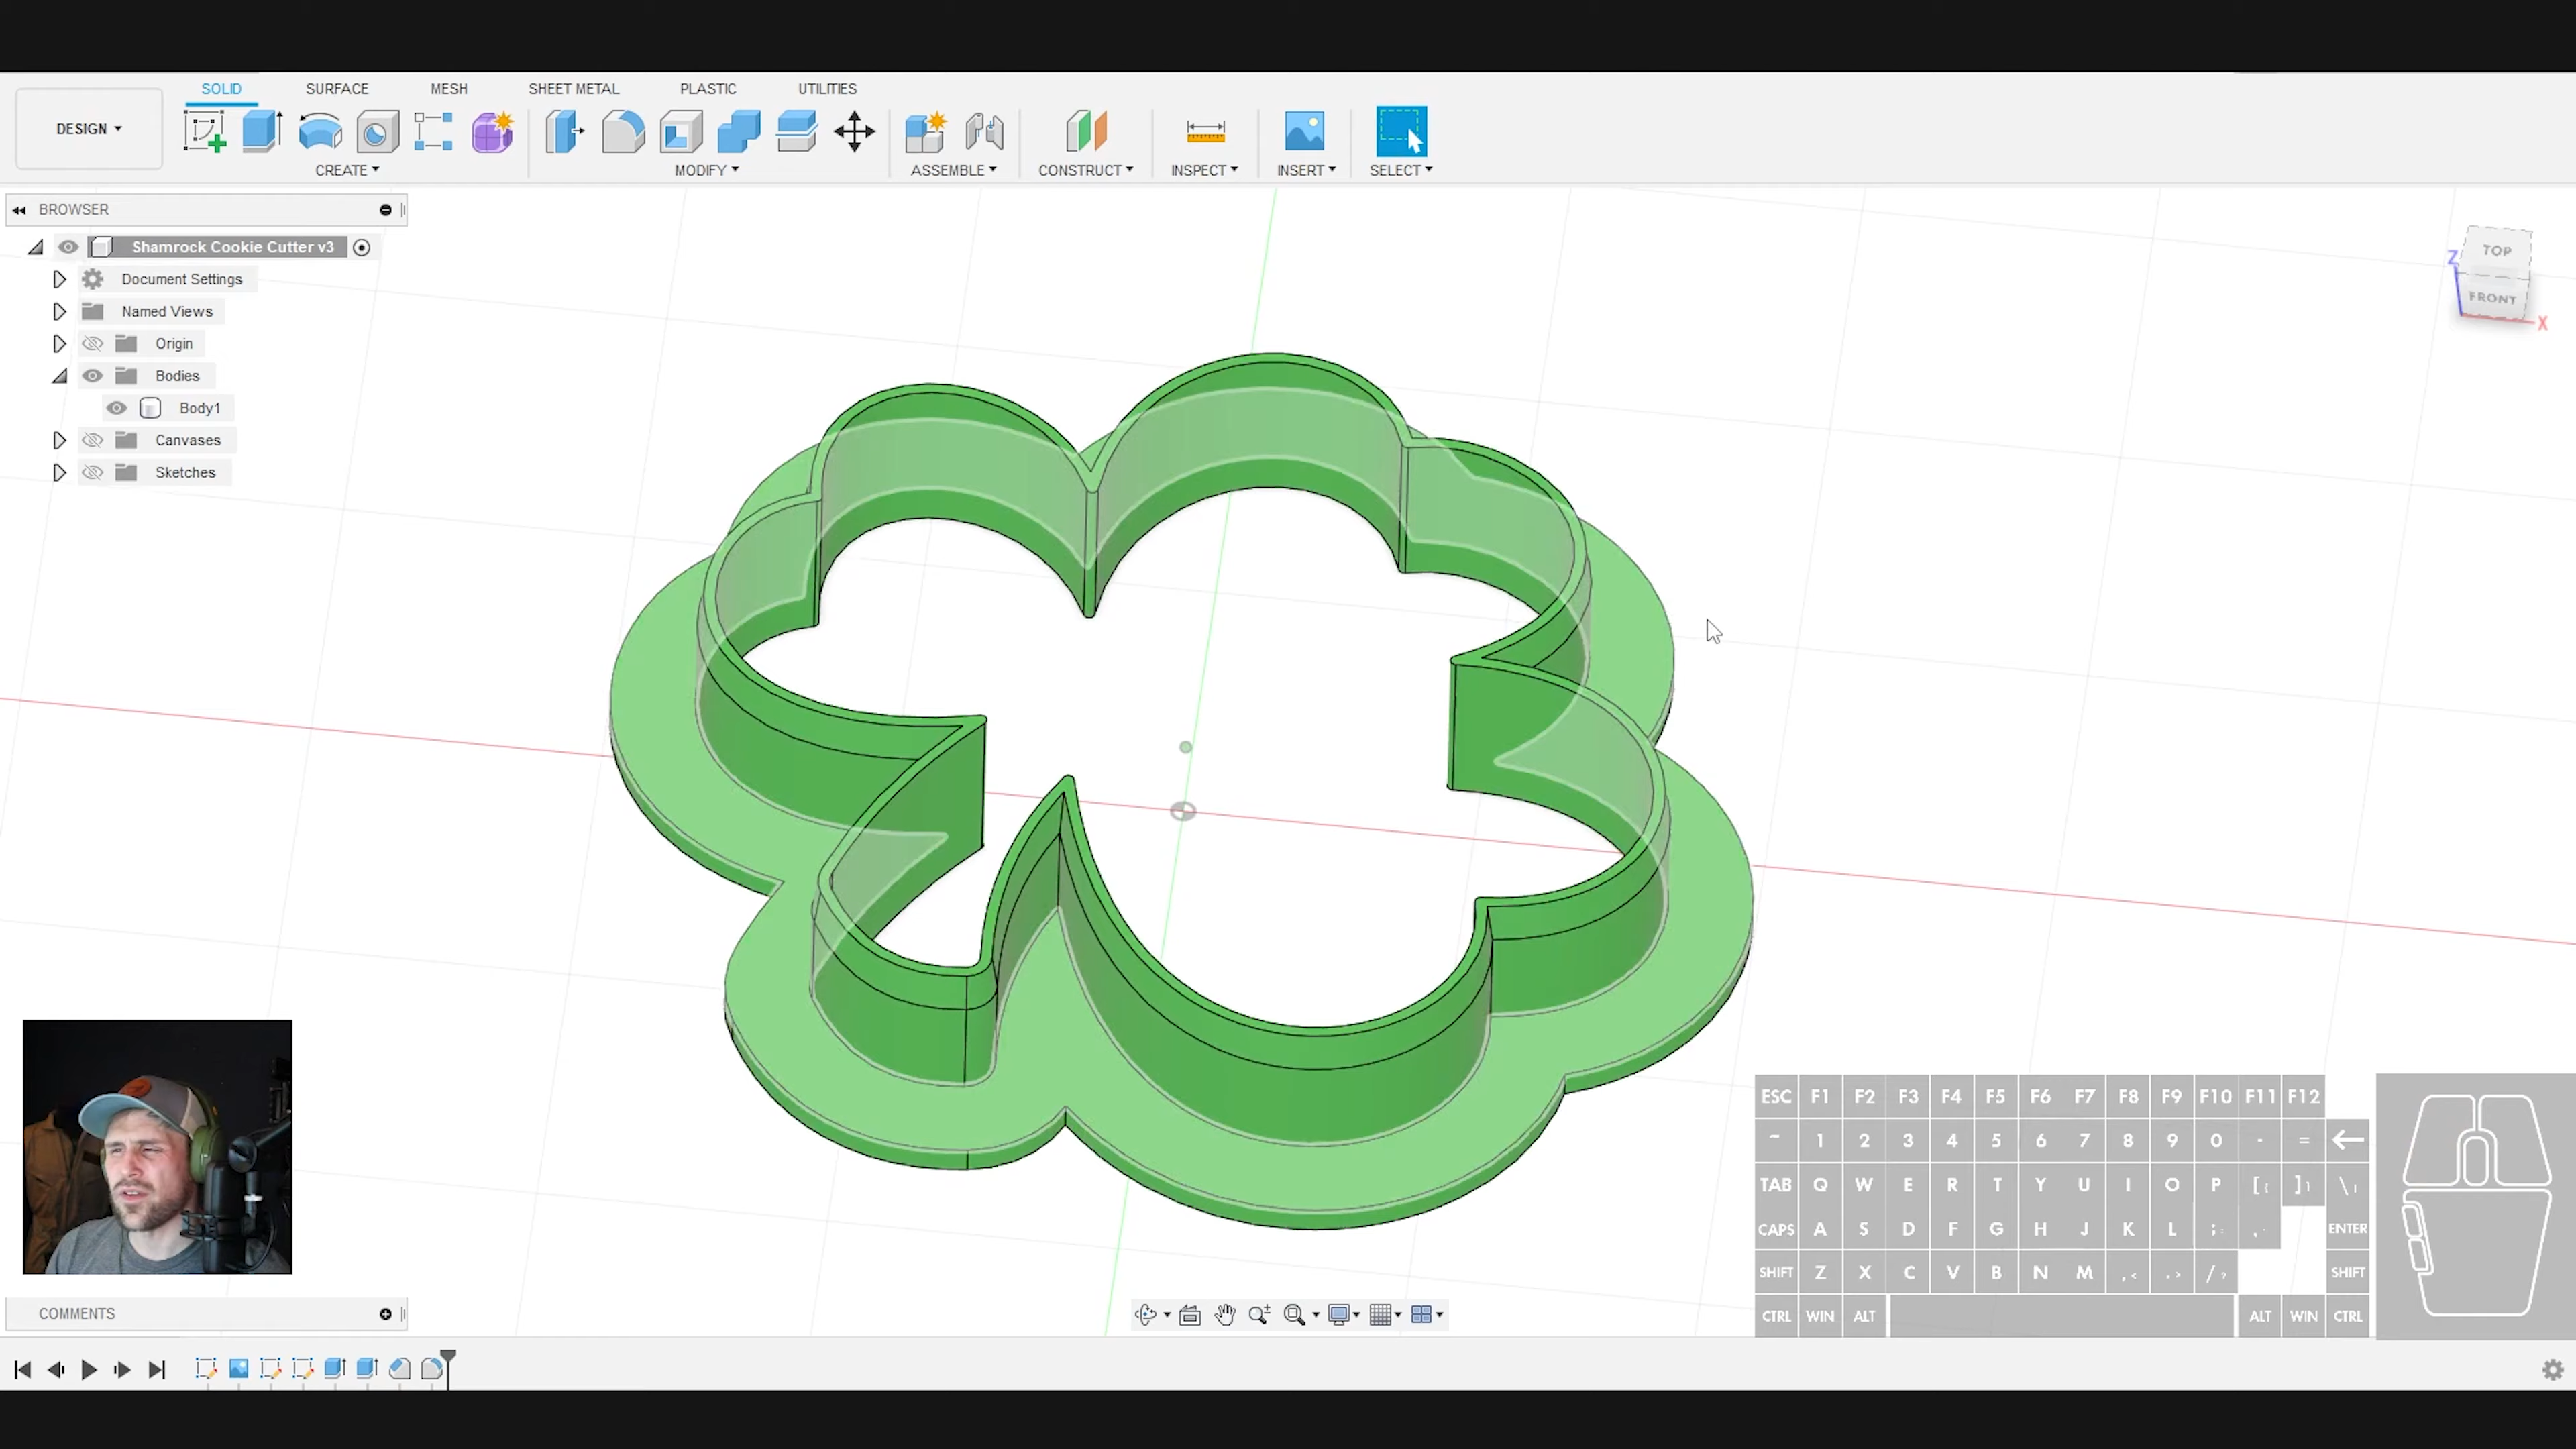 SOLID SURFACE MESH SHEET METAL PLASTIC UTILITIES
DESIGN
CREATE MODIFY ASSEMBLE CONSTRUCT INSPECT INSERT SELECT
BROWSER
Shamrock Cookie Cutter v3
Document Settings
Named Views
Origin
Bodies
Body1
Canvases
Sketches
TOP
FRONT
Z
X
COMMENTS
ESC F1 F2 F3 F4 F5 F6 F7 F8 F9 F10 F11 F12
~ 1 2 3 4 5 6 7 8 9 0 - =
TAB Q W E R T Y U I O P [{ ]} \|
CAPS A S D F G H J K L ;: ENTER
SHIFT Z X C V B N M ,< .> /? SHIFT
CTRL WIN ALT ALT WIN CTRL